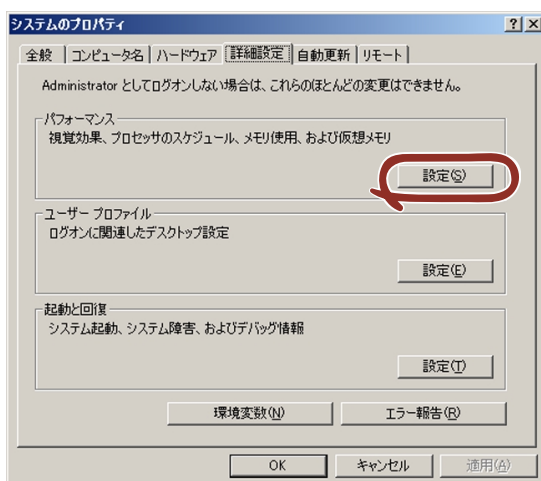 システムのプロパティ
全般 コンピュータ名 ハードウェア 詳細設定 自動更新 リモート
Administrator としてログオンしない場合は、これらのほとんどの変更はできません。
パフォーマンス
視覚効果、プロセッサのスケジュール、メモリ使用、および仮想メモリ
設定(S)
ユーザー プロファイル
ログオンに関連したデスクトップ設定
設定(E)
起動と回復
システム起動、システム障害、およびデバッグ情報
設定(T)
環境変数(N) エラー報告(R)
OK キャンセル 適用(A)